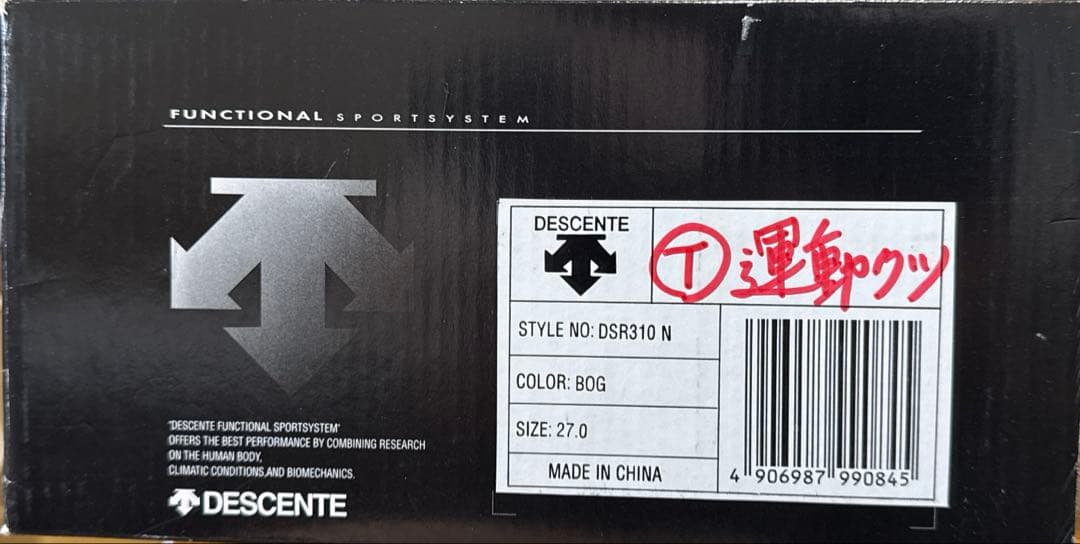 FUNCTIONAL SPORTSYSTEM
DESCENTE
Ⓣ 運動クツ
STYLE NO: DSR310 N
COLOR: BOG
SIZE: 27.0
MADE IN CHINA
4 906987 990845
"DESCENTE FUNCTIONAL SPORTSYSTEM"
OFFERS THE BEST PERFORMANCE BY COMBINING RESEARCH
ON THE HUMAN BODY,
CLIMATIC CONDITIONS,AND BIOMECHANICS.
DESCENTE